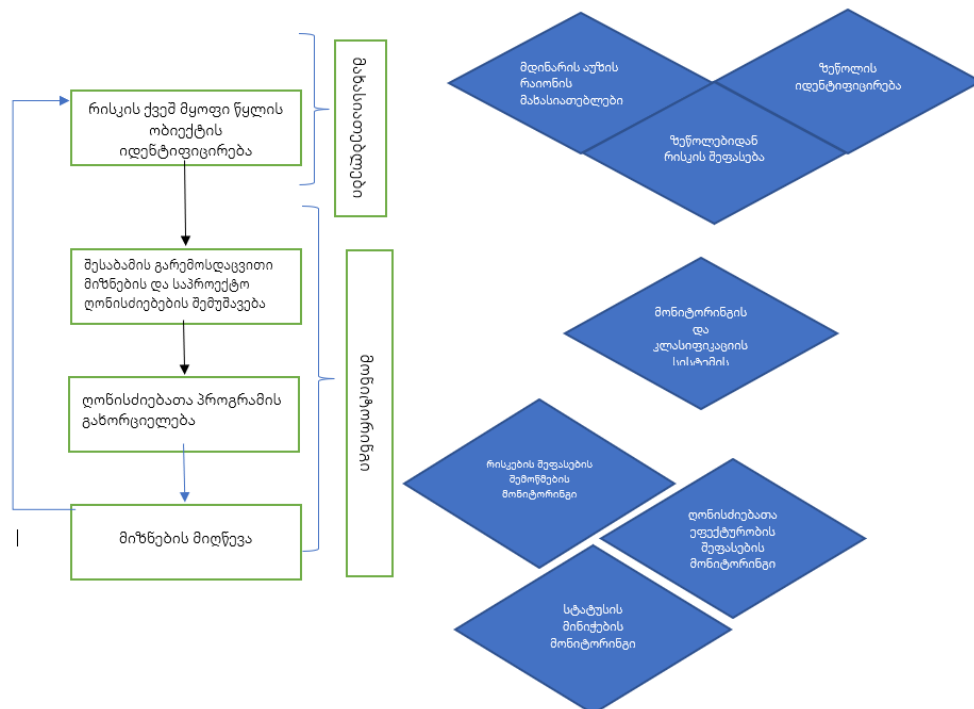 რისკის ქვეშ მყოფი წყლის
ობიექტის
იდენტიფიცირება
შესაბამის გარემოსდაცვითი
მიზნების და საპროექტო
ღონისძიებების შემუშავება
ღონისძიებათა პროგრამის
გახორციელება
მიზნების მიღწევა
მახასიათებლები
მონიტორინგი
მდინარის აუზის
რაიონის
მახასიათებლები
ზეწოლის
იდენტიფიცირება
ზეწოლებიდან
რისკის შეფასება
მონიტორინგის
და
კლასიფიკაციის
სისტემის
რისკების შეფასების
შემოწმების
მონიტორინგი
ღონისძიებათა
ეფექტურობის
შეფასების
მონიტორინგი
სტატუსის
მინიჭების
მონიტორინგი